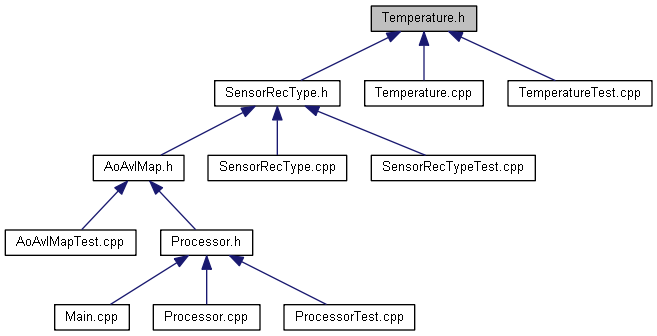 Temperature.h
SensorRecType.h
Temperature.cpp
TemperatureTest.cpp
AoAvlMap.h
SensorRecType.cpp
SensorRecTypeTest.cpp
AoAvlMapTest.cpp
Processor.h
Main.cpp
Processor.cpp
ProcessorTest.cpp